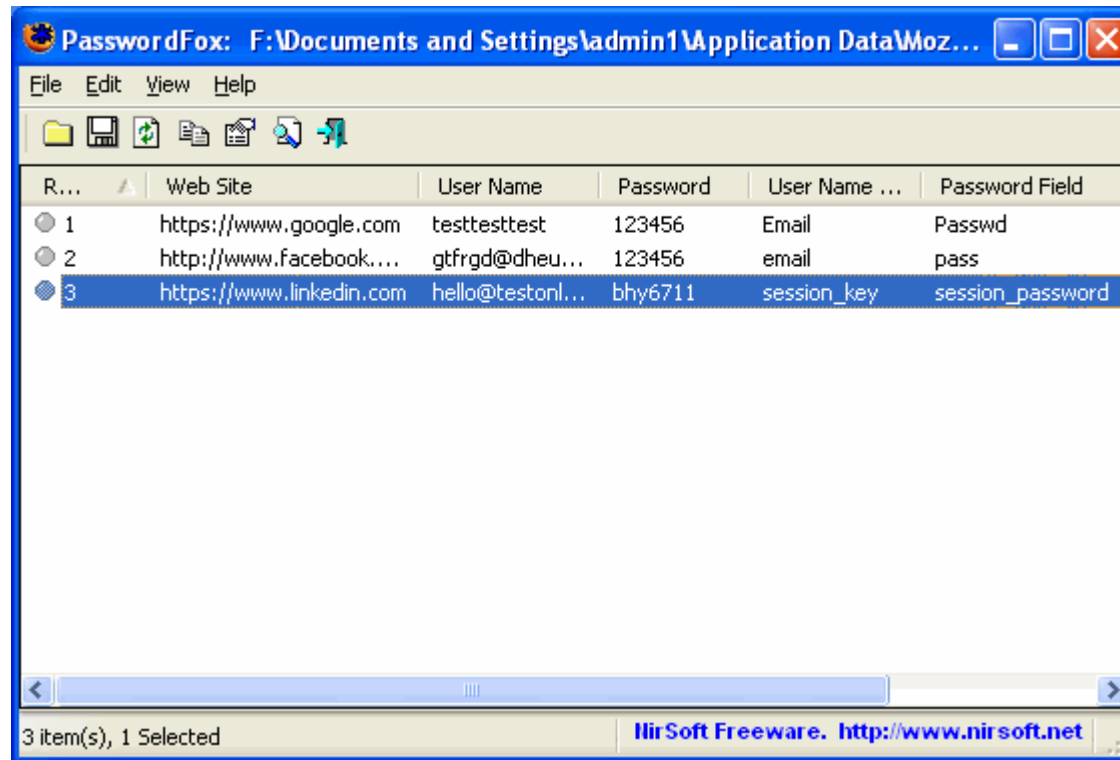 PasswordFox: F:\Documents and Settings\admin1\Application Data\Moz...
File Edit View Help
R... Web Site User Name Password User Name ... Password Field
1 https://www.google.com testtesttest 123456 Email Passwd
2 http://www.facebook.... gtfrgd@dheu... 123456 email pass
3 https://www.linkedin.com hello@testonl... bhy6711 session_key session_password
3 item(s), 1 Selected NirSoft Freeware. http://www.nirsoft.net